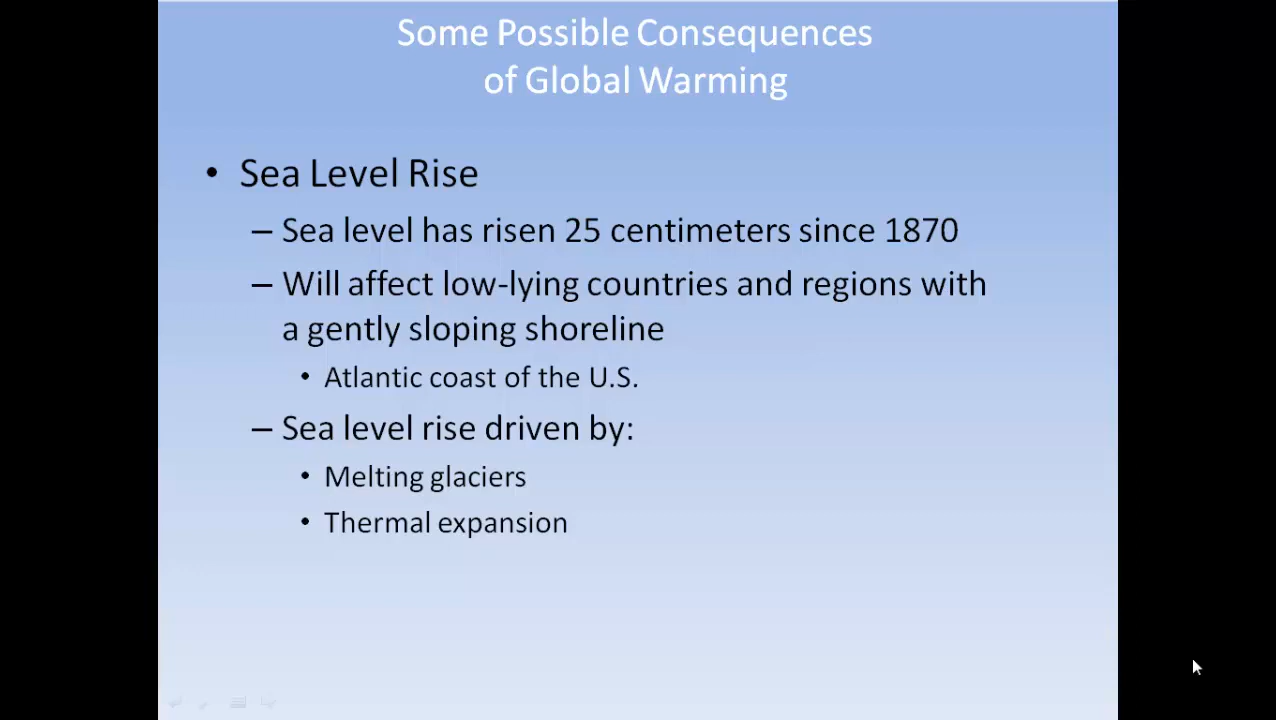 Some Possible Consequences
of Global Warming
• Sea Level Rise
– Sea level has risen 25 centimeters since 1870
– Will affect low-lying countries and regions with
a gently sloping shoreline
• Atlantic coast of the U.S.
– Sea level rise driven by:
• Melting glaciers
• Thermal expansion